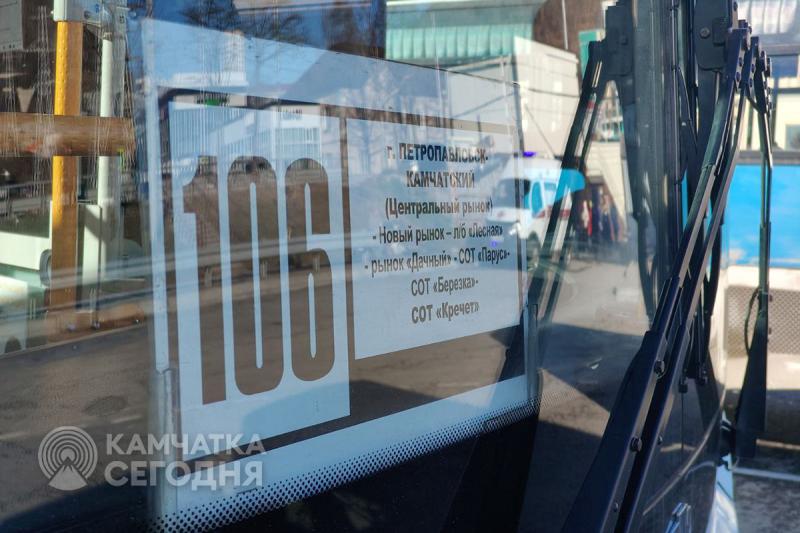 106
г. ПЕТРОПАВЛОВСК-
КАМЧАТСКИЙ
(Центральный рынок)
- Новый рынок – л/б «Лесная»
- рынок «Дачный» - СОТ «Парус»-
СОТ «Березка»-
СОТ «Кречет»
КАМЧАТКА
СЕГОДНЯ